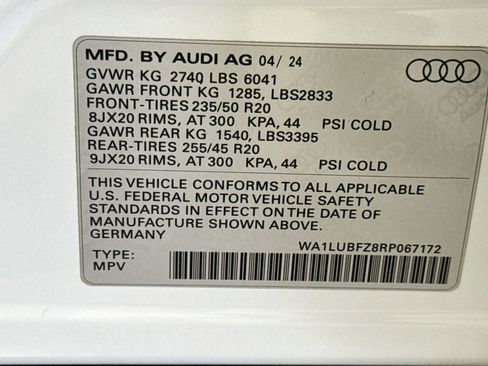 MFD. BY AUDI AG 04/ 24
GVWR KG 2740 LBS 6041
GAWR FRONT KG 1285, LBS2833
FRONT-TIRES 235/50 R20
8JX20 RIMS, AT 300 KPA, 44 PSI COLD
GAWR REAR KG 1540, LBS3395
REAR-TIRES 255/45 R20
9JX20 RIMS, AT 300 KPA, 44 PSI COLD
THIS VEHICLE CONFORMS TO ALL APPLICABLE
U.S. FEDERAL MOTOR VEHICLE SAFETY
STANDARDS IN EFFECT ON THE DATE OF
MANUFACTURE SHOWN ABOVE.
GERMANY WA1LUBFZ8RP067172
TYPE:
MPV